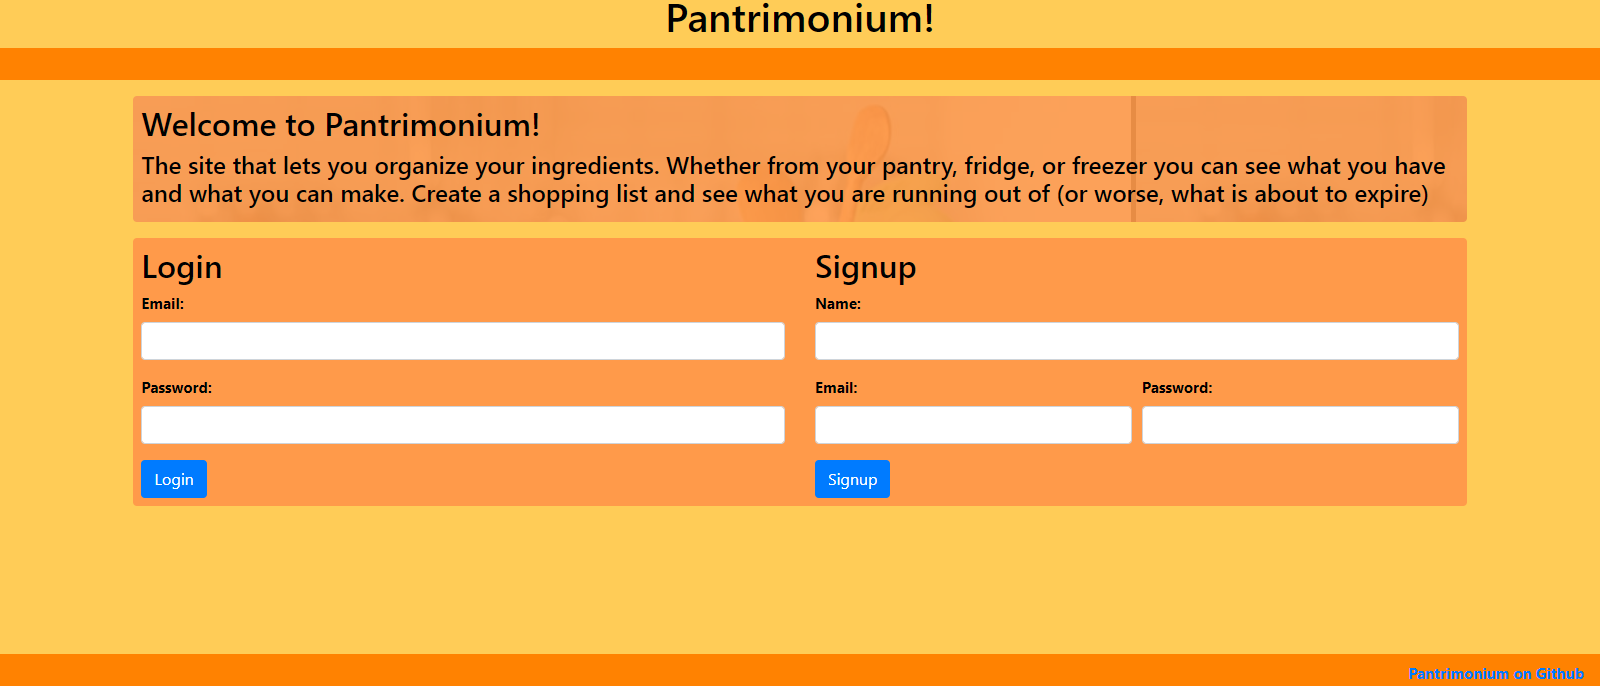 Pantrimonium!
Welcome to Pantrimonium!
The site that lets you organize your ingredients. Whether from your pantry, fridge, or freezer you can see what you have
and what you can make. Create a shopping list and see what you are running out of (or worse, what is about to expire)
Login
Email:
Password:
Login
Signup
Name:
Email:
Password:
Signup
Pantrimonium on Github